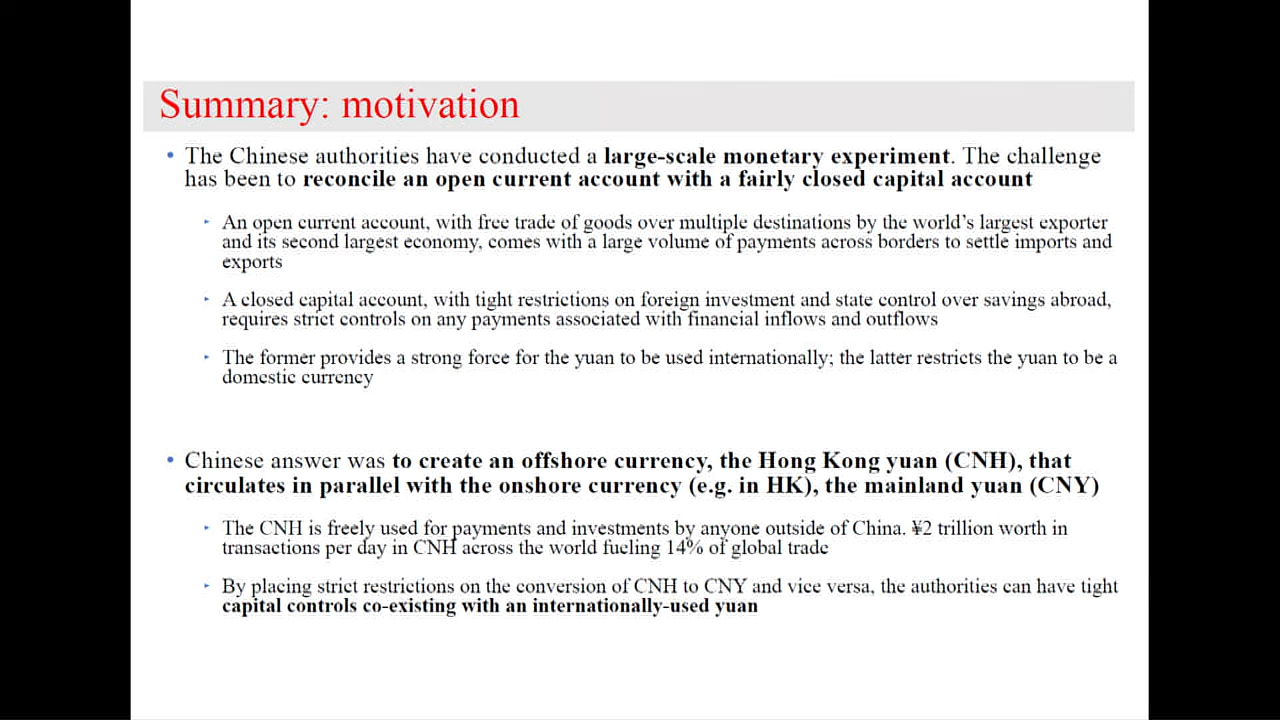 Summary: motivation
• The Chinese authorities have conducted a large-scale monetary experiment. The challenge
has been to reconcile an open current account with a fairly closed capital account
‣ An open current account, with free trade of goods over multiple destinations by the world’s largest exporter
and its second largest economy, comes with a large volume of payments across borders to settle imports and
exports
‣ A closed capital account, with tight restrictions on foreign investment and state control over savings abroad,
requires strict controls on any payments associated with financial inflows and outflows
‣ The former provides a strong force for the yuan to be used internationally; the latter restricts the yuan to be a
domestic currency
• Chinese answer was to create an offshore currency, the Hong Kong yuan (CNH), that
circulates in parallel with the onshore currency (e.g. in HK), the mainland yuan (CNY)
‣ The CNH is freely used for payments and investments by anyone outside of China. ¥2 trillion worth in
transactions per day in CNH across the world fueling 14% of global trade
‣ By placing strict restrictions on the conversion of CNH to CNY and vice versa, the authorities can have tight
capital controls co-existing with an internationally-used yuan